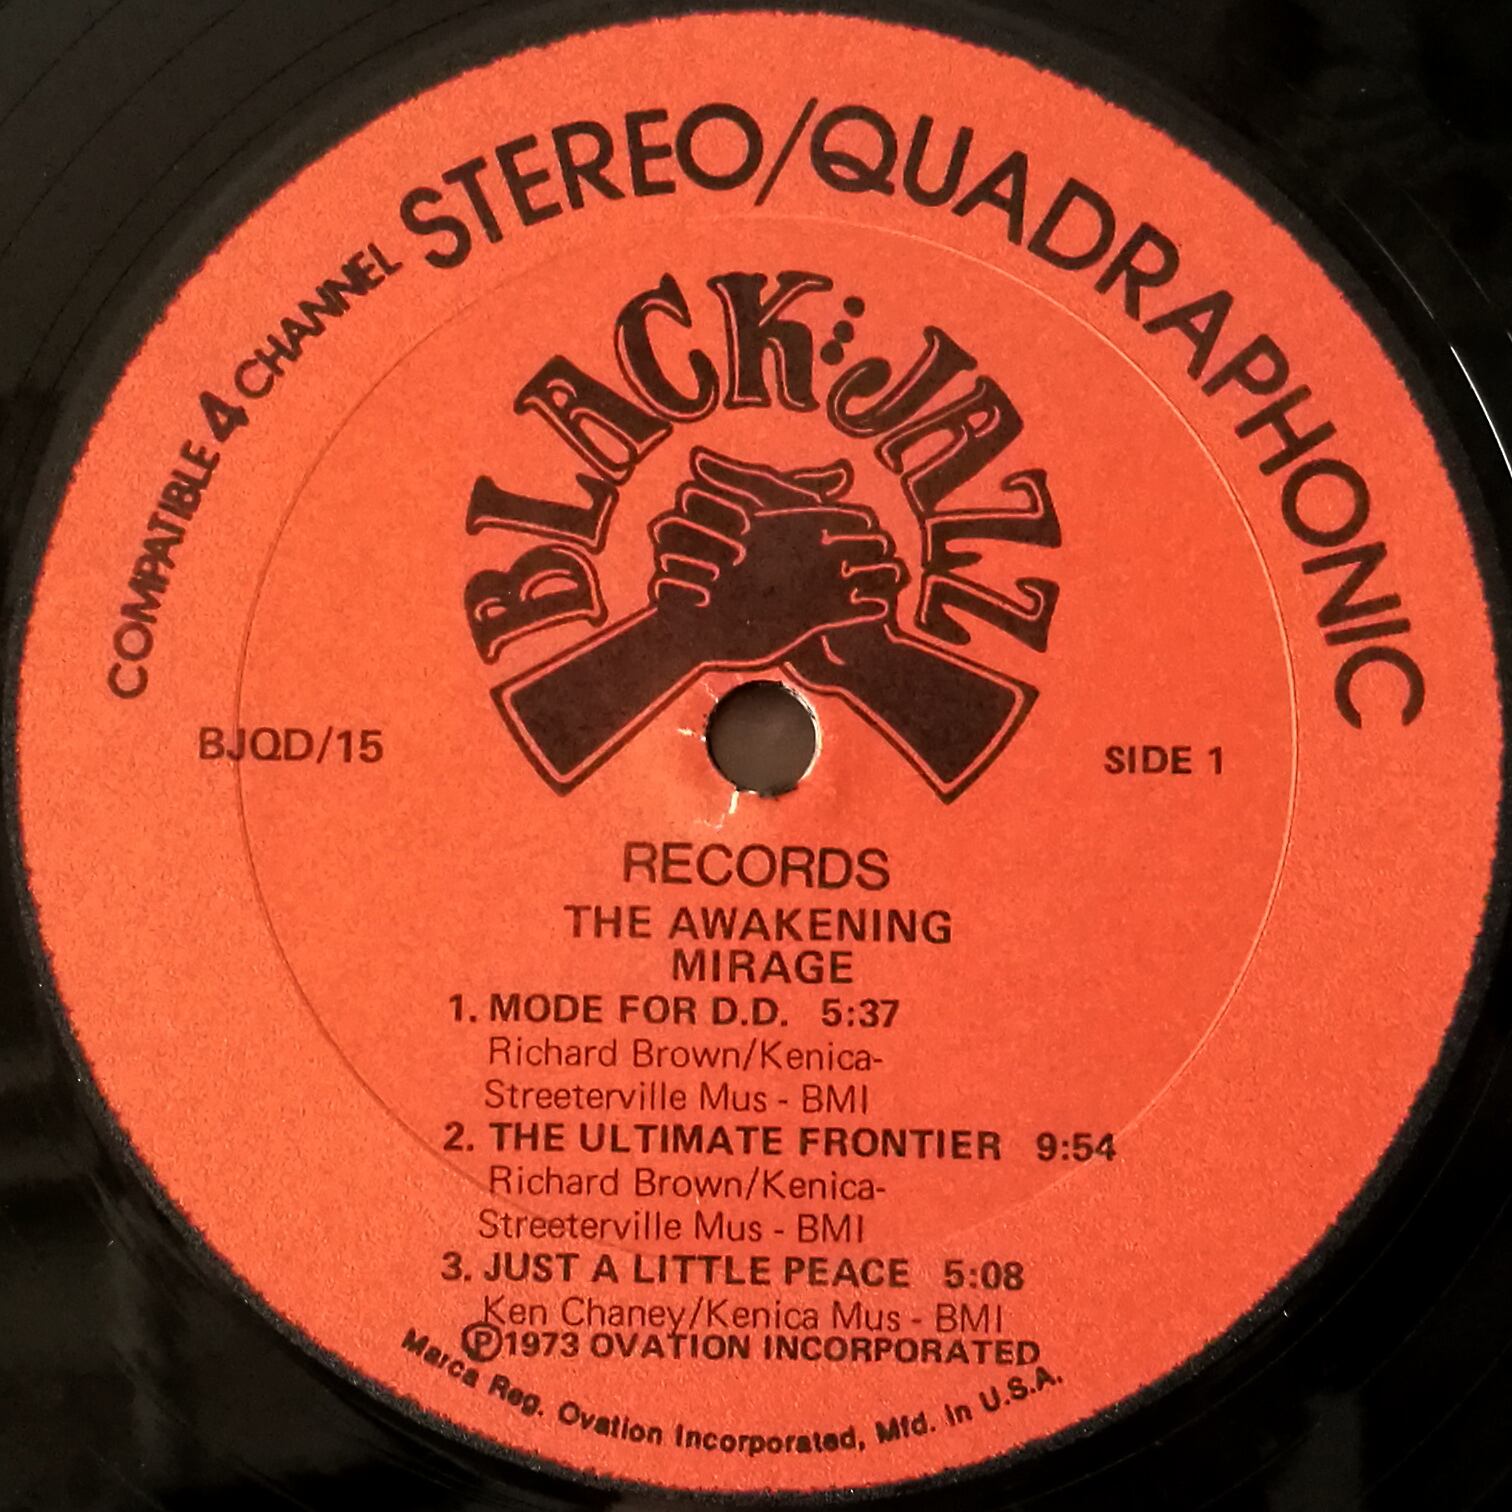 COMPATIBLE 4 CHANNEL STEREO/QUADRAPHONIC
BLACK JAZZ
BJQD/15
SIDE 1
RECORDS
THE AWAKENING
MIRAGE
1. MODE FOR D.D. 5:37
Richard Brown/Kenica-
Streeterville Mus - BMI
2. THE ULTIMATE FRONTIER 9:54
Richard Brown/Kenica-
Streeterville Mus - BMI
3. JUST A LITTLE PEACE 5:08
Ken Chaney/Kenica Mus - BMI
Ⓟ1973 OVATION INCORPORATED
Marca Reg. Ovation Incorporated, Mfd. in U.S.A.